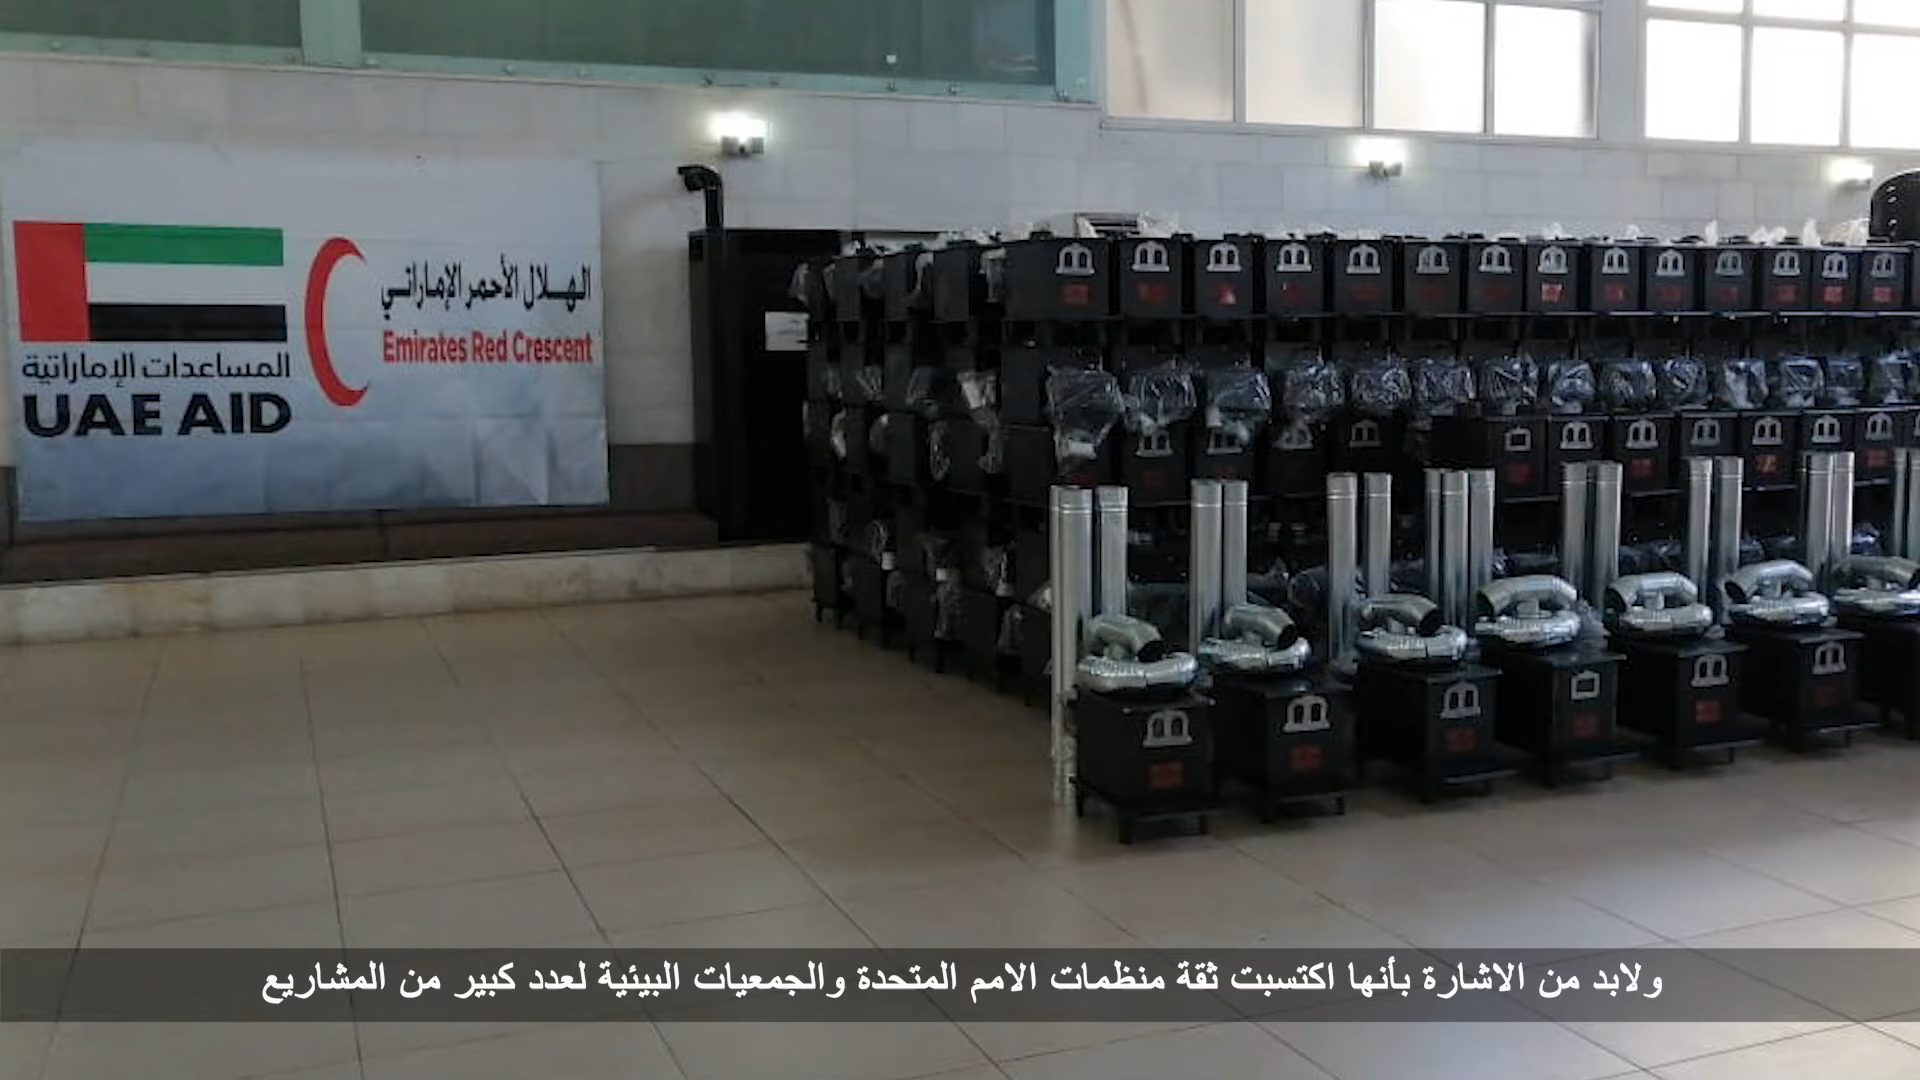 المساعدات الإماراتية
UAE AID
الهلال الأحمر الإماراتي
Emirates Red Crescent
ولابد من الاشارة بأنها اكتسبت ثقة منظمات الامم المتحدة والجمعيات البيئية لعدد كبير من المشاريع